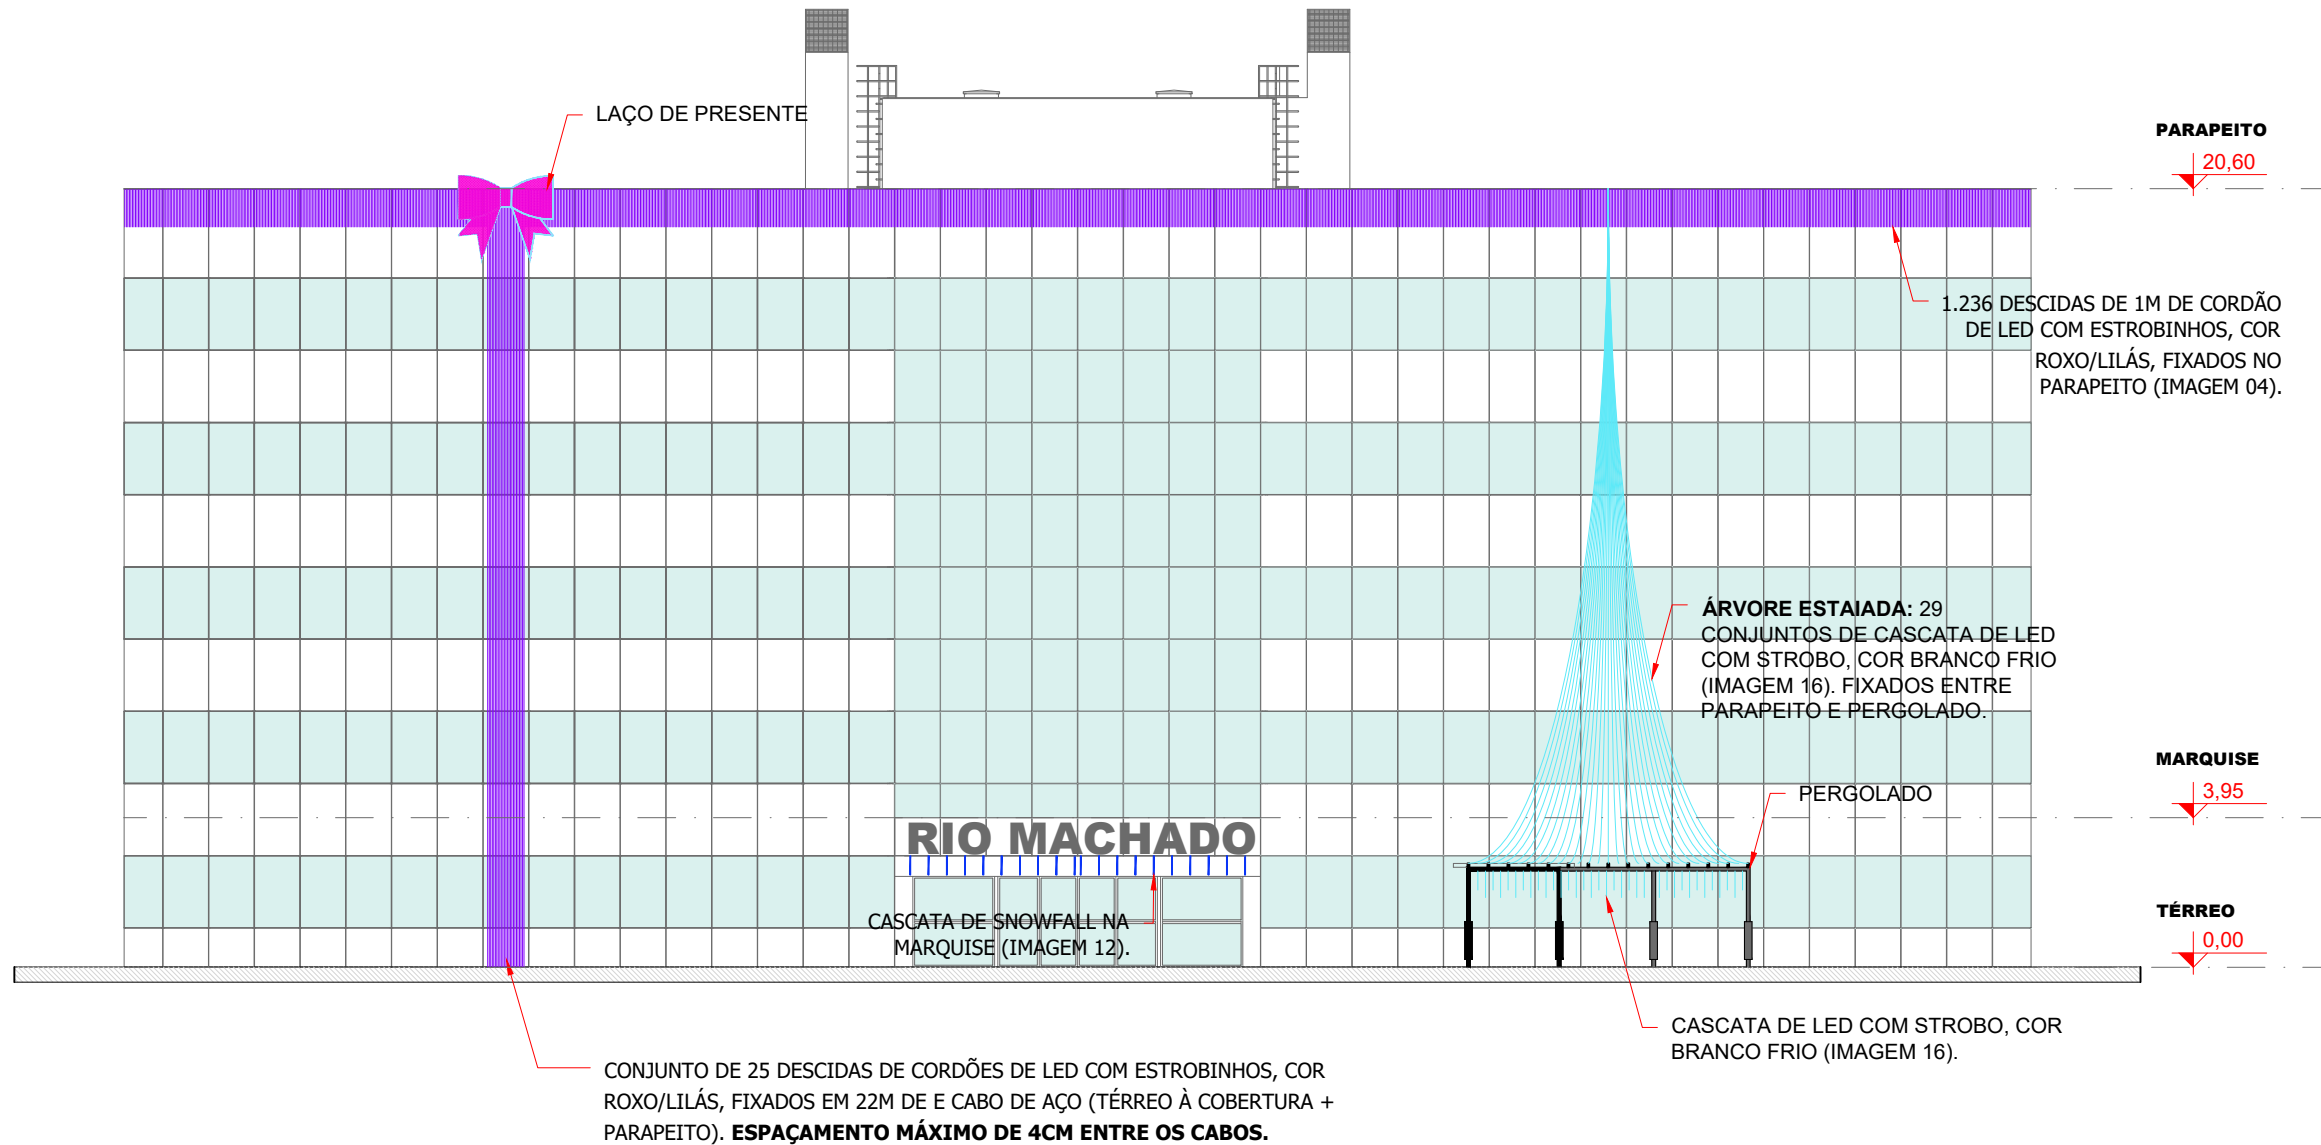 LAÇO DE PRESENTE
PARAPEITO
20,60
1.236 DESCIDAS DE 1M DE CORDÃO
DE LED COM ESTROBINHOS, COR
ROXO/LILÁS, FIXADOS NO
PARAPEITO (IMAGEM 04).
ÁRVORE ESTAIADA: 29
CONJUNTOS DE CASCATA DE LED
COM STROBO, COR BRANCO FRIO
(IMAGEM 16). FIXADOS ENTRE
PARAPEITO E PERGOLADO.
MARQUISE
3,95
PERGOLADO
RIO MACHADO
CASCATA DE SNOWFALL NA
MARQUISE (IMAGEM 12).
TÉRREO
0,00
CASCATA DE LED COM STROBO, COR
BRANCO FRIO (IMAGEM 16).
CONJUNTO DE 25 DESCIDAS DE CORDÕES DE LED COM ESTROBINHOS, COR
ROXO/LILÁS, FIXADOS EM 22M DE E CABO DE AÇO (TÉRREO À COBERTURA +
PARAPEITO). ESPAÇAMENTO MÁXIMO DE 4CM ENTRE OS CABOS.